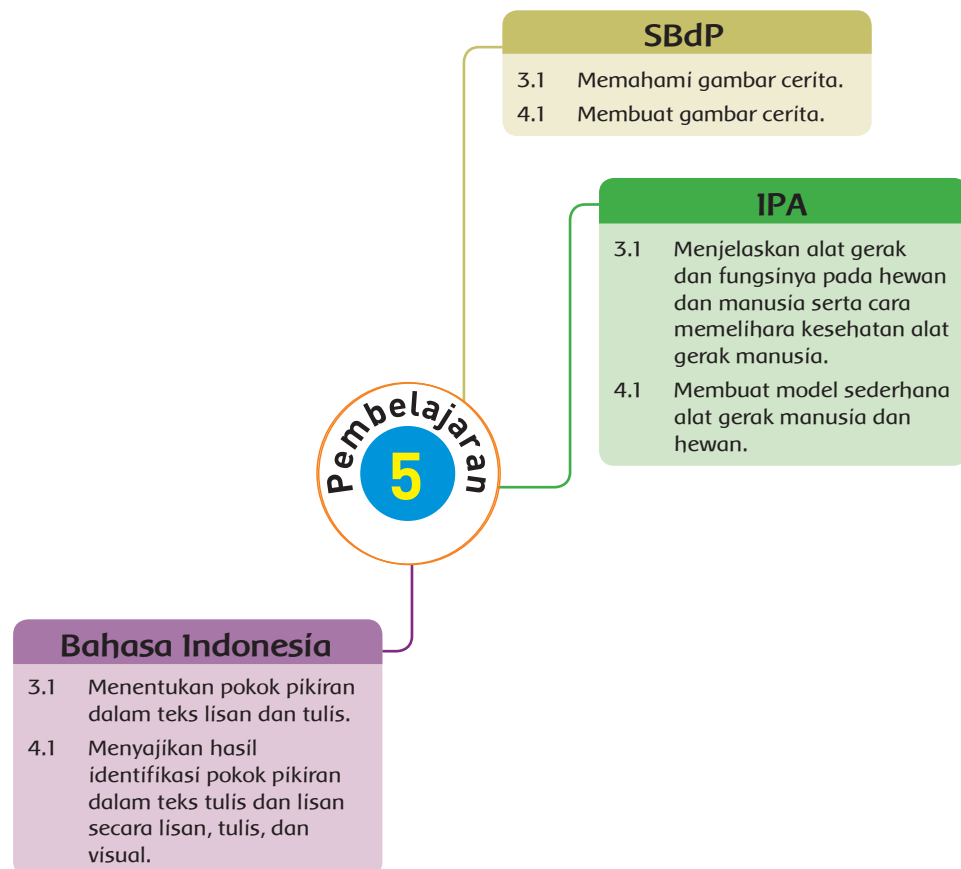 SBdP
3.1 Memahami gambar cerita.
4.1 Membuat gambar cerita.
IPA
3.1 Menjelaskan alat gerak
dan fungsinya pada hewan
dan manusia serta cara
memelihara kesehatan alat
gerak manusia.
4.1 Membuat model sederhana
alat gerak manusia dan
hewan.
Pembelajaran
5
Bahasa Indonesia
3.1 Menentukan pokok pikiran
dalam teks lisan dan tulis.
4.1 Menyajikan hasil
identifikasi pokok pikiran
dalam teks tulis dan lisan
secara lisan, tulis, dan
visual.